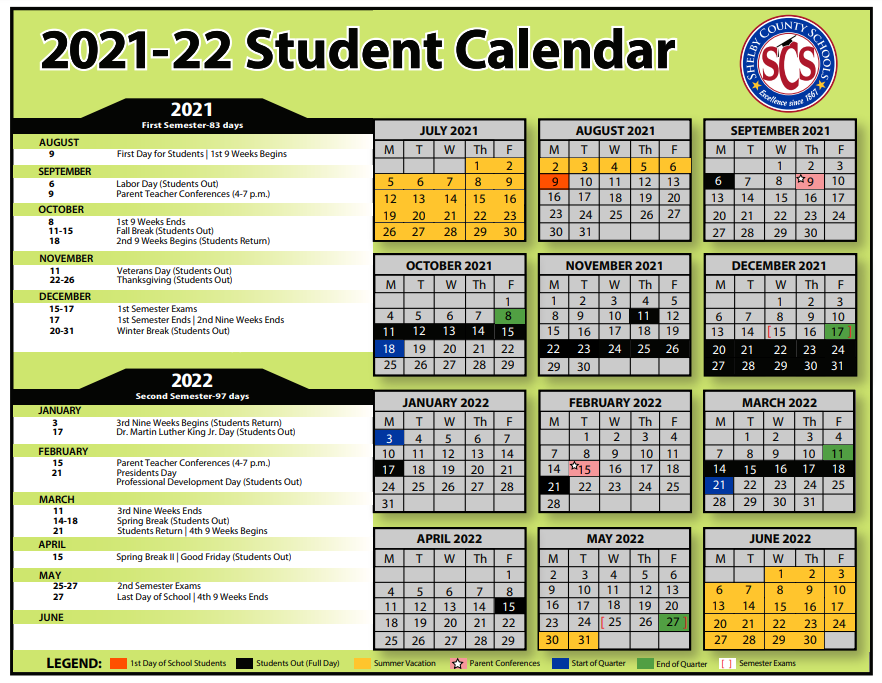 2021-22 Student Calendar
SHELBY COUNTY SCHOOLS
SCS
Excellence since 1867
2021
First Semester-83 days
AUGUST
9 First Day for Students | 1st 9 Weeks Begins
SEPTEMBER
6 Labor Day (Students Out)
9 Parent Teacher Conferences (4-7 p.m.)
OCTOBER
8 1st 9 Weeks Ends
11-15 Fall Break (Students Out)
18 2nd 9 Weeks Begins (Students Return)
NOVEMBER
11 Veterans Day (Students Out)
22-26 Thanksgiving (Students Out)
DECEMBER
15-17 1st Semester Exams
17 1st Semester Ends | 2nd Nine Weeks Ends
20-31 Winter Break (Students Out)
2022
Second Semester-97 days
JANUARY
3 3rd Nine Weeks Begins (Students Return)
17 Dr. Martin Luther King Jr. Day (Students Out)
FEBRUARY
15 Parent Teacher Conferences (4-7 p.m.)
21 Presidents Day
Professional Development Day (Students Out)
MARCH
11 3rd Nine Weeks Ends
14-18 Spring Break (Students Out)
21 Students Return | 4th 9 Weeks Begins
APRIL
15 Spring Break II | Good Friday (Students Out)
MAY
25-27 2nd Semester Exams
27 Last Day of School | 4th 9 Weeks Ends
JUNE
JULY 2021
M T W Th F
1 2
5 6 7 8 9
12 13 14 15 16
19 20 21 22 23
26 27 28 29 30
AUGUST 2021
M T W Th F
2 3 4 5 6
9 10 11 12 13
16 17 18 19 20
23 24 25 26 27
30 31
SEPTEMBER 2021
M T W Th F
1 2 3
6 7 8 9 10
13 14 15 16 17
20 21 22 23 24
27 28 29 30
OCTOBER 2021
M T W Th F
1
4 5 6 7 8
11 12 13 14 15
18 19 20 21 22
25 26 27 28 29
NOVEMBER 2021
M T W Th F
1 2 3 4 5
8 9 10 11 12
15 16 17 18 19
22 23 24 25 26
29 30
DECEMBER 2021
M T W Th F
1 2 3
6 7 8 9 10
13 14 [15 16 17]
20 21 22 23 24
27 28 29 30 31
JANUARY 2022
M T W Th F
3 4 5 6 7
10 11 12 13 14
17 18 19 20 21
24 25 26 27 28
31
FEBRUARY 2022
M T W Th F
1 2 3 4
7 8 9 10 11
14 15 16 17 18
21 22 23 24 25
28
MARCH 2022
M T W Th F
1 2 3 4
7 8 9 10 11
14 15 16 17 18
21 22 23 24 25
28 29 30 31
APRIL 2022
M T W Th F
1
4 5 6 7 8
11 12 13 14 15
18 19 20 21 22
25 26 27 28 29
MAY 2022
M T W Th F
2 3 4 5 6
9 10 11 12 13
16 17 18 19 20
23 24 [25 26 27]
30 31
JUNE 2022
M T W Th F
1 2 3
6 7 8 9 10
13 14 15 16 17
20 21 22 23 24
27 28 29 30
LEGEND: 1st Day of School Students Students Out (Full Day) Summer Vacation Parent Conferences Start of Quarter End of Quarter [ ] Semester Exams